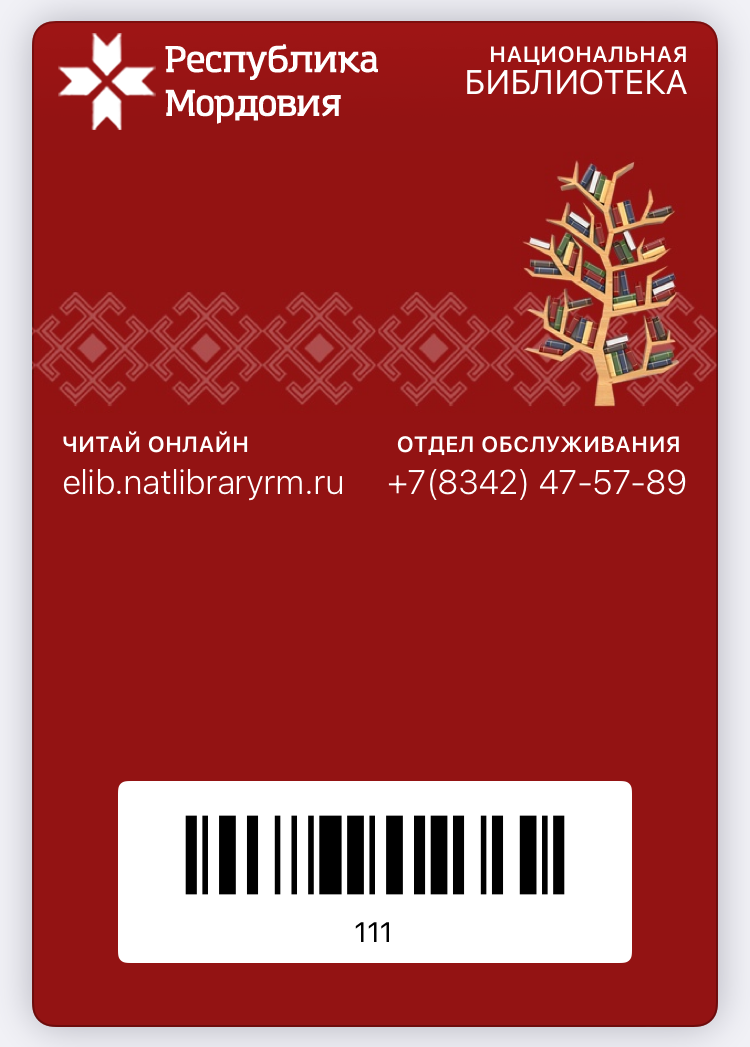 Республика
Мордовия
НАЦИОНАЛЬНАЯ
БИБЛИОТЕКА
ЧИТАЙ ОНЛАЙН
elib.natlibraryrm.ru
ОТДЕЛ ОБСЛУЖИВАНИЯ
+7(8342) 47-57-89
111